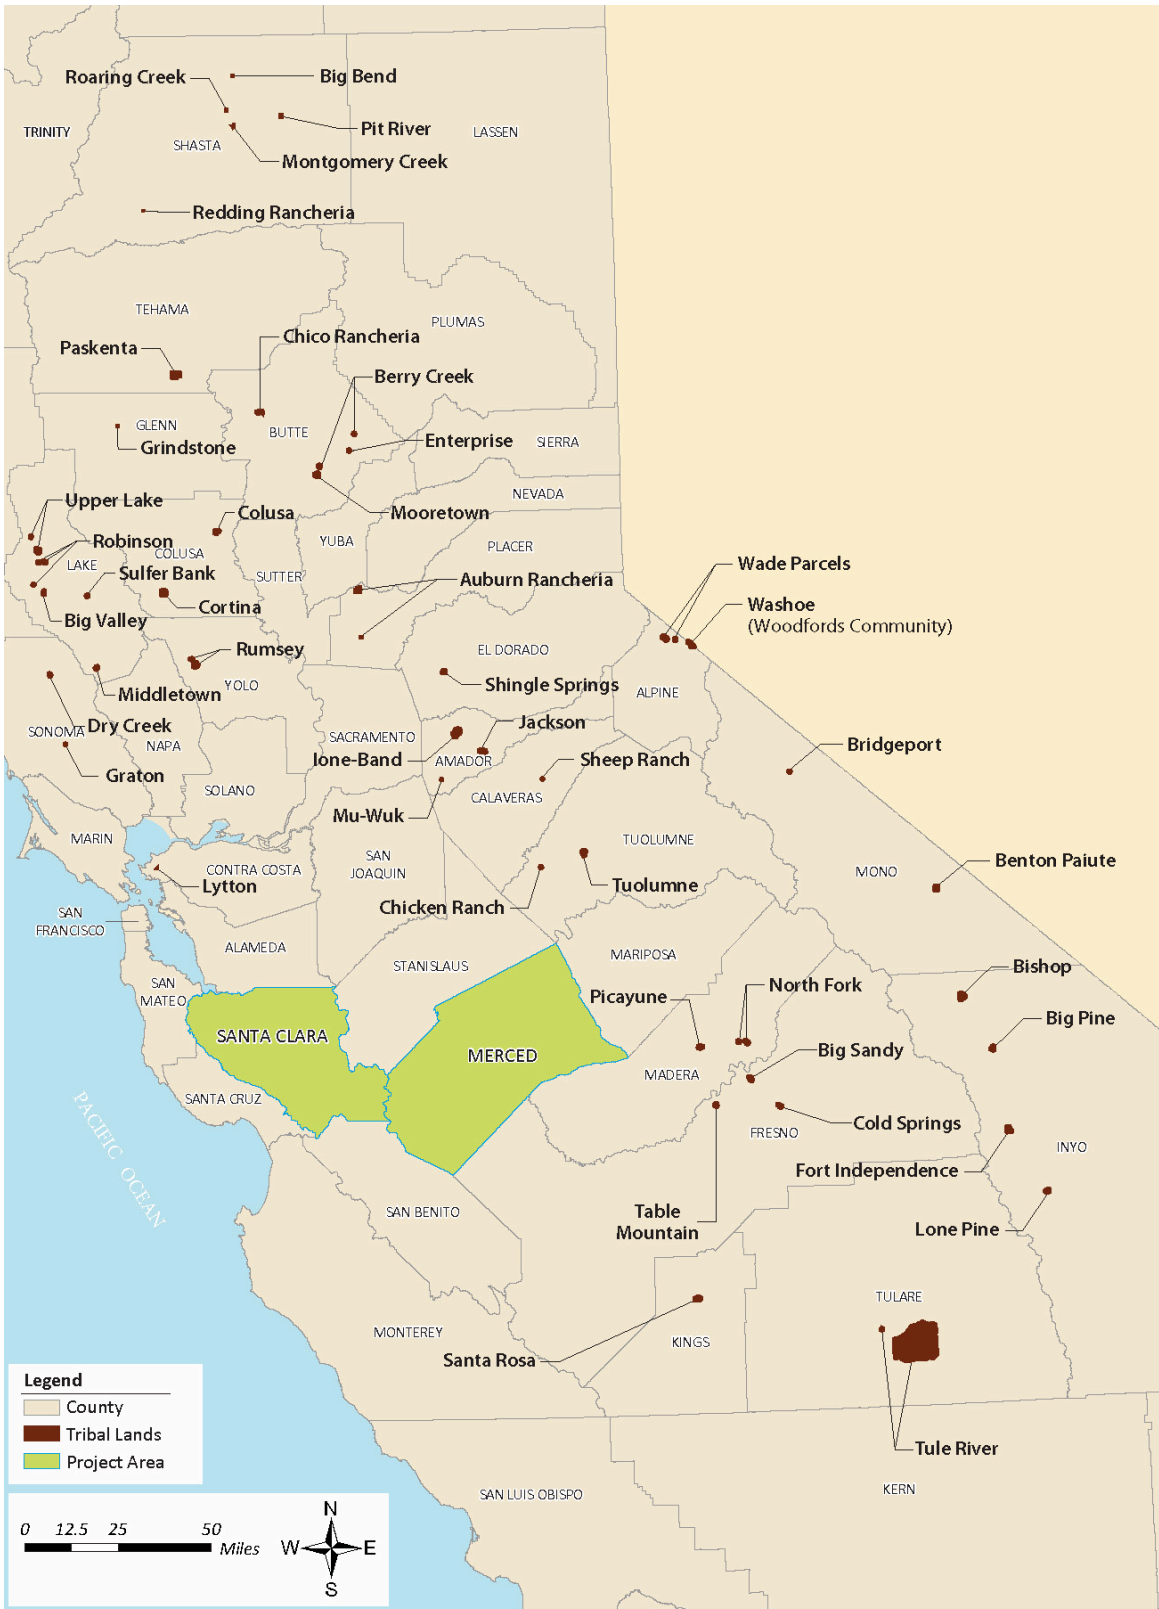 Roaring Creek
Big Bend
TRINITY
Pit River
LASSEN
SHASTA
Montgomery Creek
Redding Rancheria
TEHAMA
PLUMAS
Chico Rancheria
Paskenta
Berry Creek
GLENN
BUTTE
Enterprise
SIERRA
Grindstone
NEVADA
Upper Lake
Colusa
Mooretown
Robinson
YUBA
PLACER
COLUSA
LAKE
Sulfer Bank
SUTTER
Auburn Rancheria
Wade Parcels
Cortina
Washoe
(Woodfords Community)
Big Valley
Rumsey
EL DORADO
YOLO
Shingle Springs
ALPINE
Middletown
Dry Creek
SONOMA
NAPA
SACRAMENTO
Jackson
Ione-Band
AMADOR
Sheep Ranch
Bridgeport
Graton
SOLANO
CALAVERAS
Mu-Wuk
MARIN
TUOLUMNE
SAN
JOAQUIN
CONTRA COSTA
MONO
Benton Paiute
Lytton
Tuolumne
Chicken Ranch
SAN
FRANCISCO
ALAMEDA
STANISLAUS
MARIPOSA
Bishop
SAN
MATEO
Picayune
North Fork
Big Pine
SANTA CLARA
MERCED
Big Sandy
MADERA
SANTA CRUZ
PACIFIC OCEAN
Cold Springs
FRESNO
INYO
Fort Independence
SAN BENITO
Table
Mountain
Lone Pine
TULARE
MONTEREY
KINGS
Santa Rosa
Legend
County
Tribal Lands
Project Area
Tule River
KERN
SAN LUIS OBISPO
0 12.5 25 50
Miles
N
W E
S